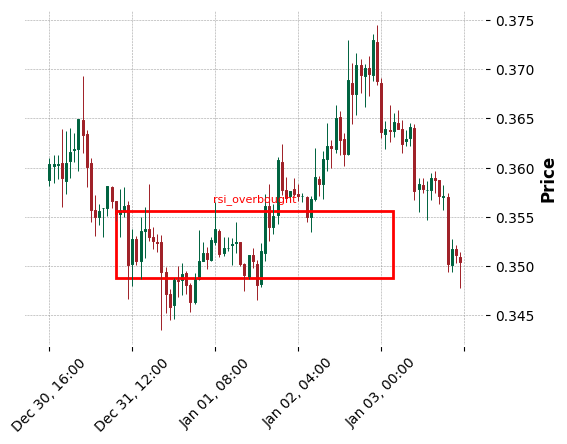 0.375
0.370
0.365
0.360
0.355
0.350
0.345
Price
rsi_overbought
Dec 30, 16:00
Dec 31, 12:00
Jan 01, 08:00
Jan 02, 04:00
Jan 03, 00:00